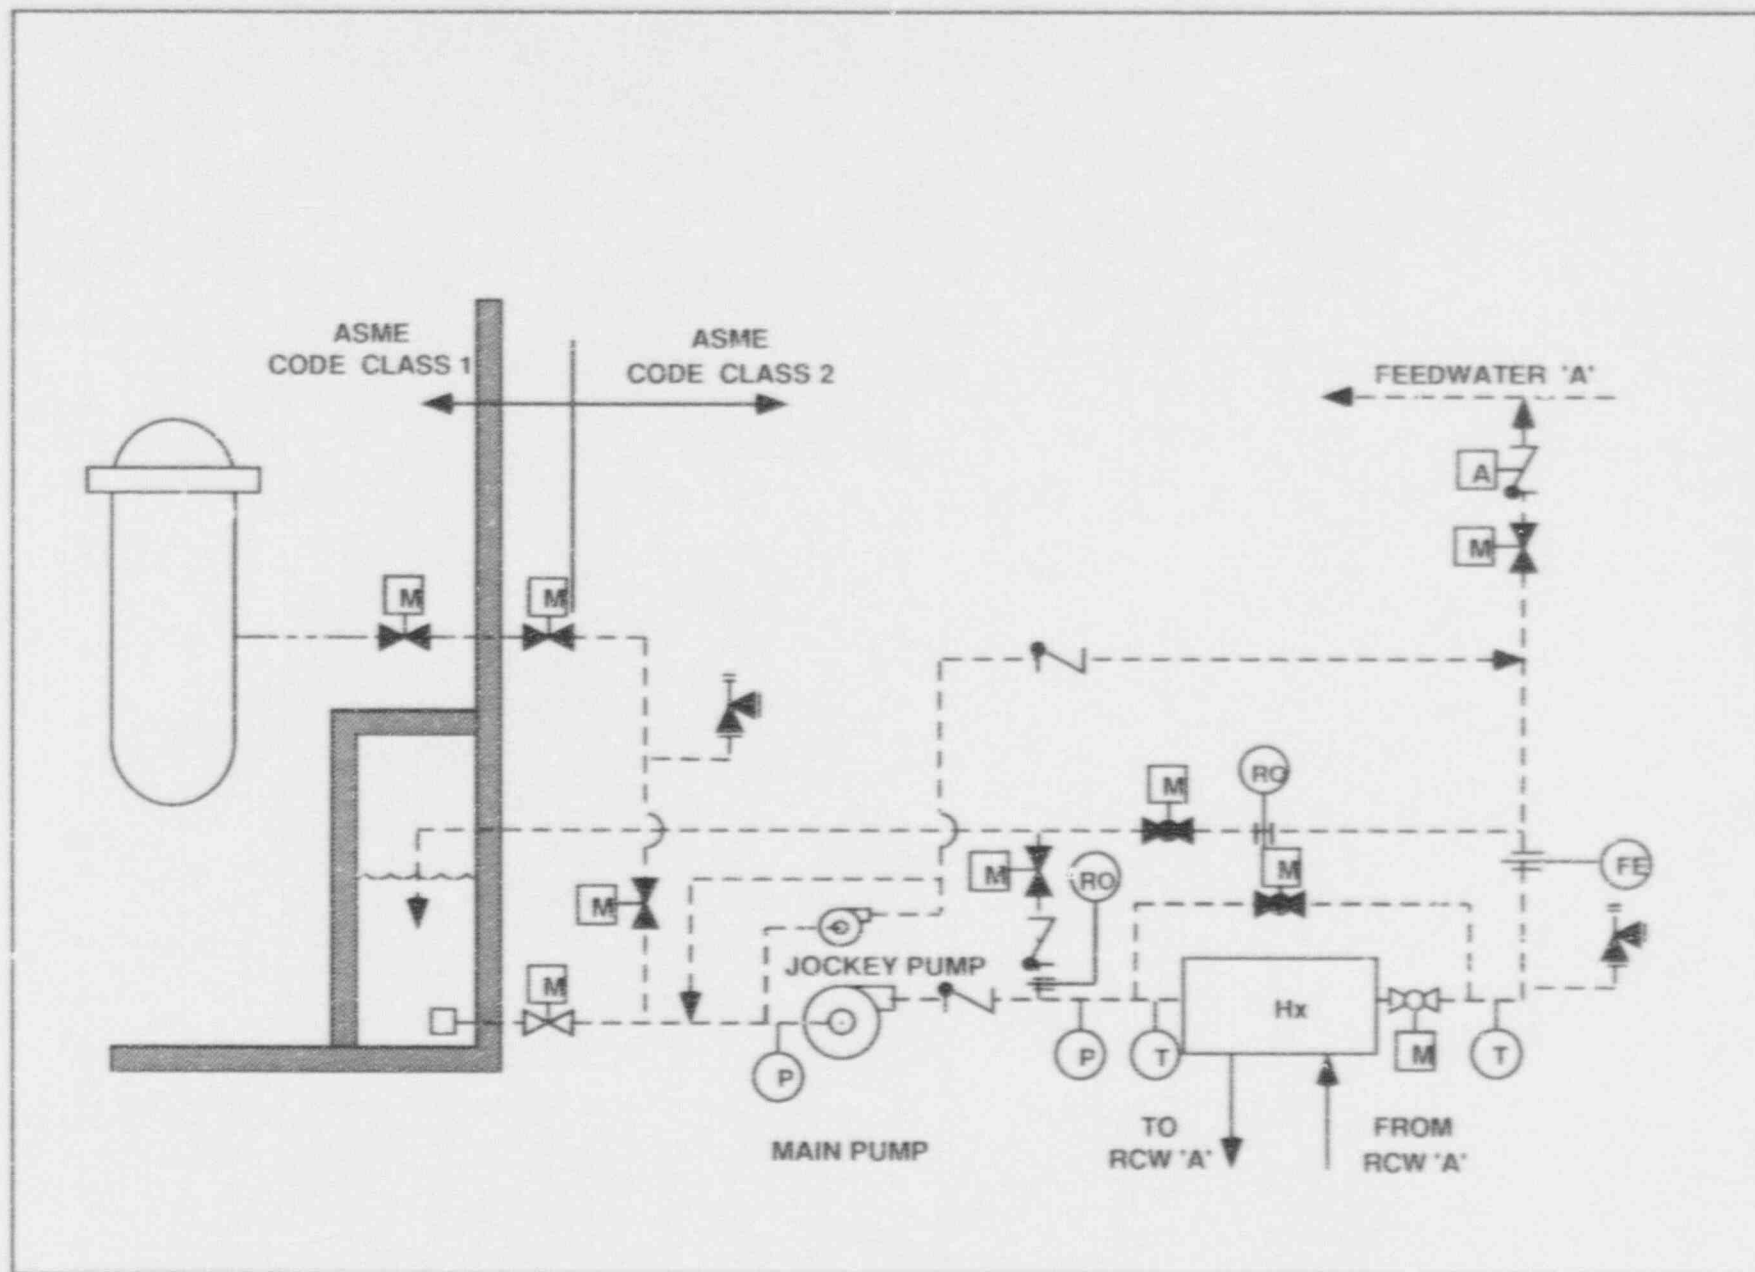 ASME
CODE CLASS 1
ASME
CODE CLASS 2
FEEDWATER 'A'
A
M
M
M
RO
M
M
M
RO
M
FE
M
JOCKEY PUMP
Hx
P
P
T
M
T
TO
RCW 'A'
FROM
RCW 'A'
MAIN PUMP